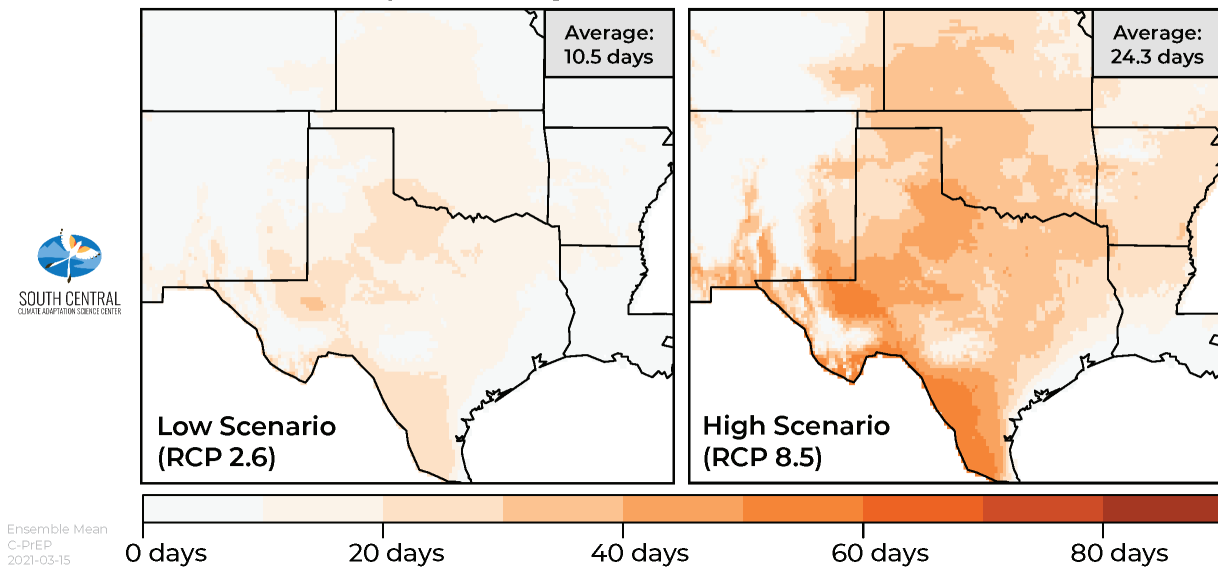 Average:
10.5 days
Average:
24.3 days
SOUTH CENTRAL
CLIMATE ADAPTATION SCIENCE CENTER
Low Scenario
(RCP 2.6)
High Scenario
(RCP 8.5)
Ensemble Mean
C-PrEP
2021-03-15
0 days
20 days
40 days
60 days
80 days